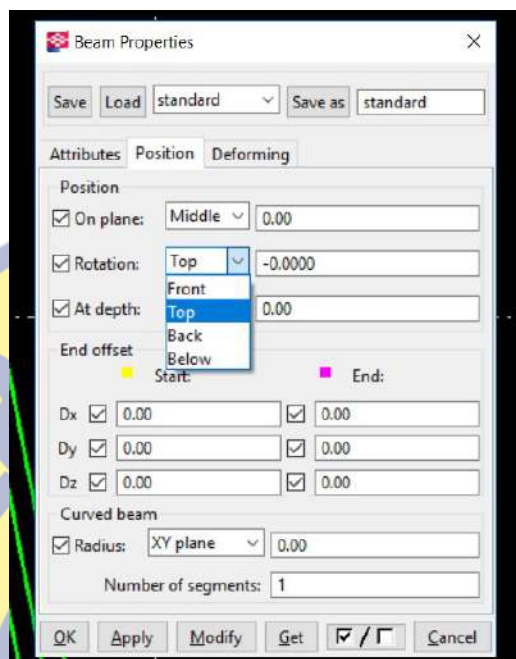 Beam Properties
Save Load standard Save as standard
Attributes Position Deforming
Position
On plane: Middle 0.00
Rotation: Top -0.0000
Front
At depth: Top 0.00
Back
End offset Below
Start: End:
Dx 0.00 0.00
Dy 0.00 0.00
Dz 0.00 0.00
Curved beam
Radius: XY plane 0.00
Number of segments: 1
OK Apply Modify Get / Cancel